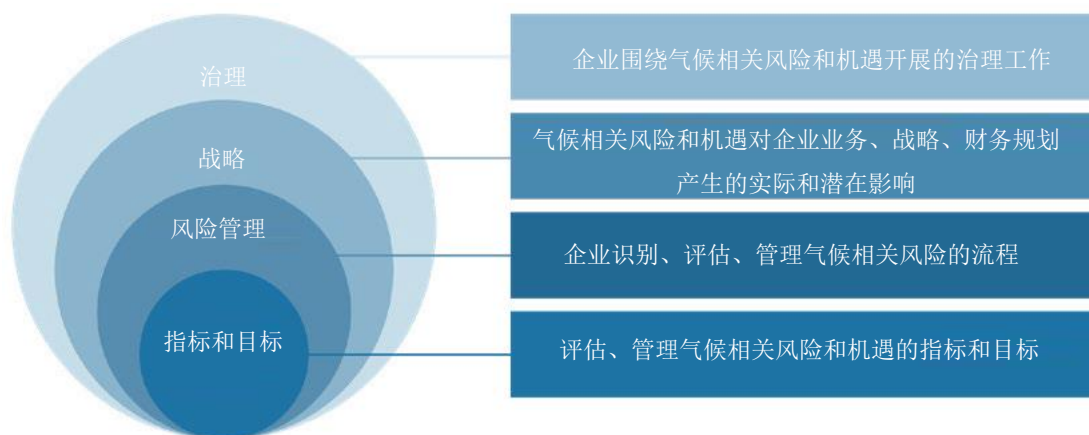 治理
企业围绕气候相关风险和机遇开展的治理工作
战略
气候相关风险和机遇对企业业务、战略、财务规划
产生的实际和潜在影响
风险管理
企业识别、评估、管理气候相关风险的流程
指标和目标
评估、管理气候相关风险和机遇的指标和目标